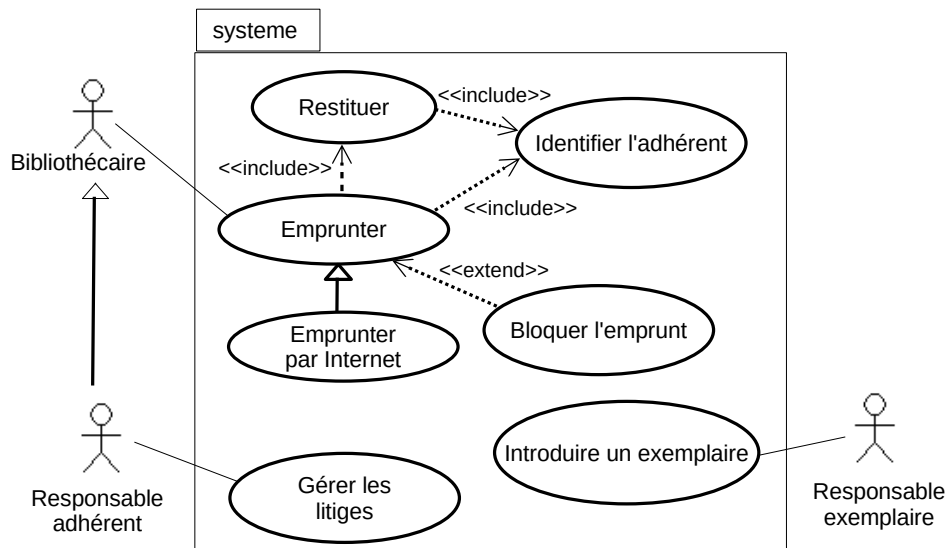 systeme
Restituer
<<include>>
Identifier l'adhérent
Bibliothécaire
<<include>>
<<include>>
Emprunter
<<extend>>
Emprunter
par Internet
Bloquer l'emprunt
Introduire un exemplaire
Gérer les
litiges
Responsable
adhérent
Responsable
exemplaire